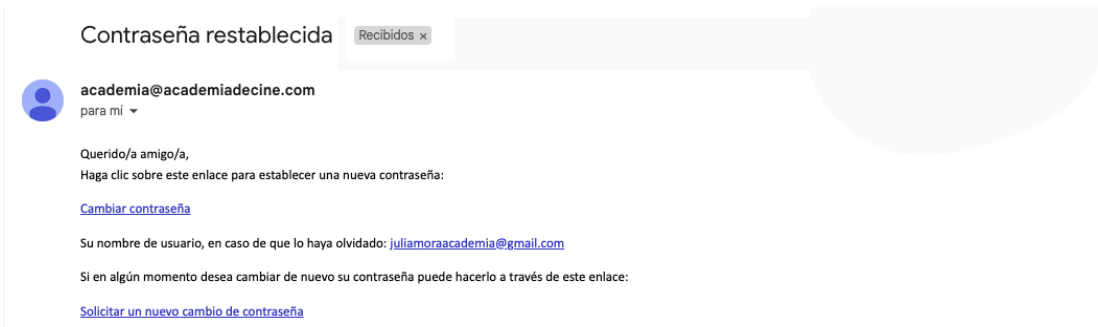 Contraseña restablecida Recibidos x
academia@academiadecine.com
para mí
Querido/a amigo/a,
Haga clic sobre este enlace para establecer una nueva contraseña:
Cambiar contraseña
Su nombre de usuario, en caso de que lo haya olvidado: juliamoraacademia@gmail.com
Si en algún momento desea cambiar de nuevo su contraseña puede hacerlo a través de este enlace:
Solicitar un nuevo cambio de contraseña